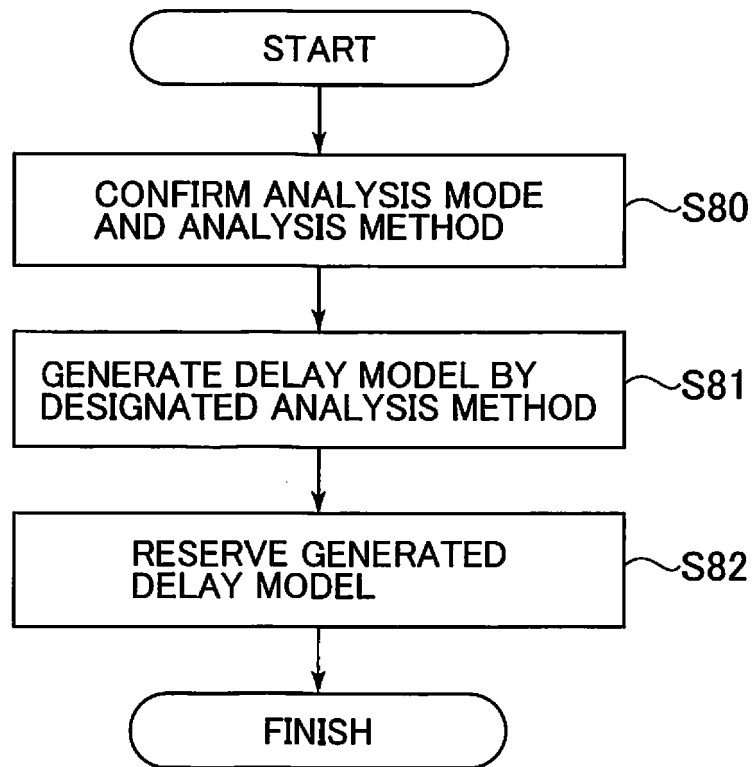 START
CONFIRM ANALYSIS MODE
AND ANALYSIS METHOD
S80
GENERATE DELAY MODEL BY
DESIGNATED ANALYSIS METHOD
S81
RESERVE GENERATED
DELAY MODEL
S82
FINISH